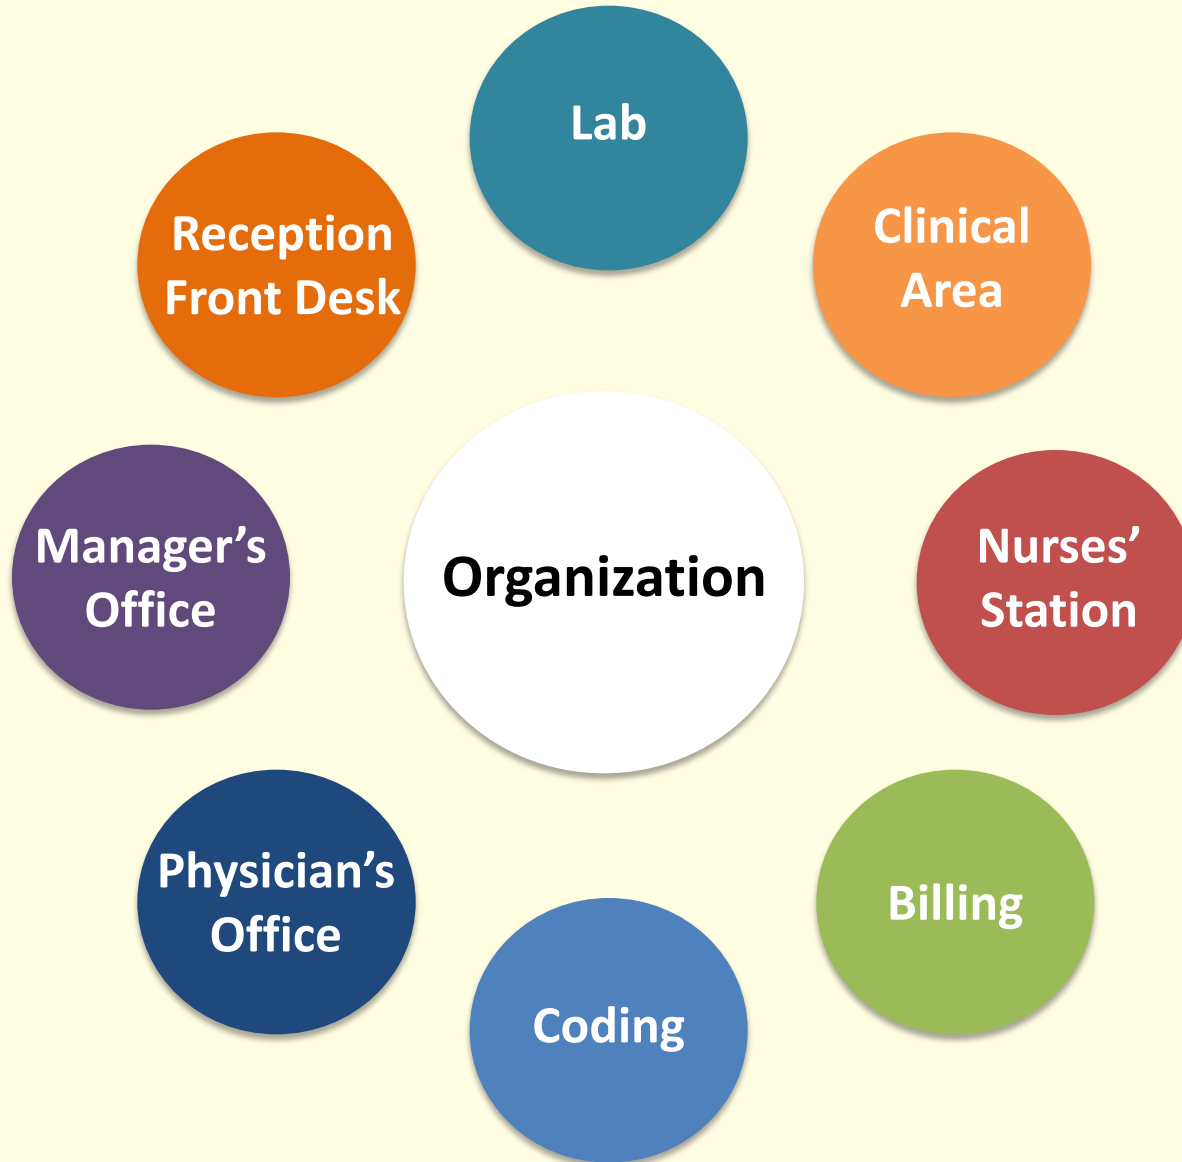 Lab
Clinical
Area
Reception
Front Desk
Manager’s
Office
Organization
Nurses’
Station
Physician’s
Office
Billing
Coding